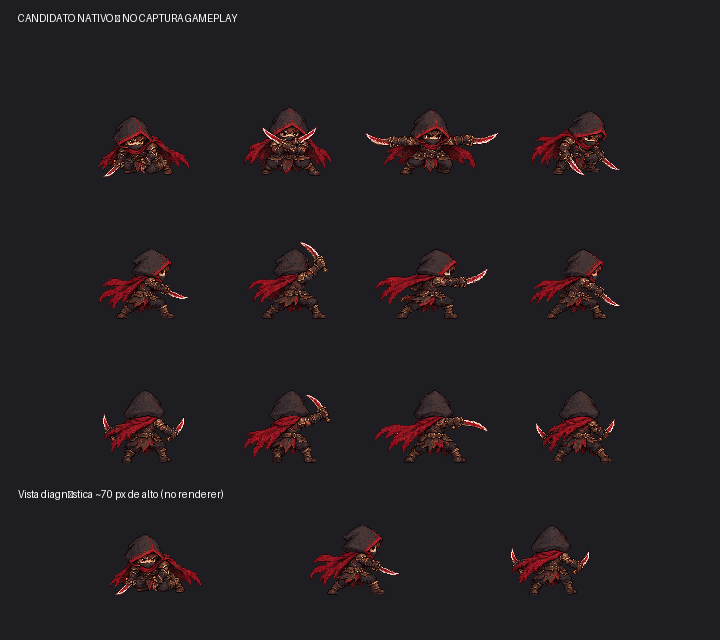 CANDIDATO NATIVO▯NO CAPTURA GAMEPLAY
Vista diagn▯stica ~70 px de alto (no renderer)